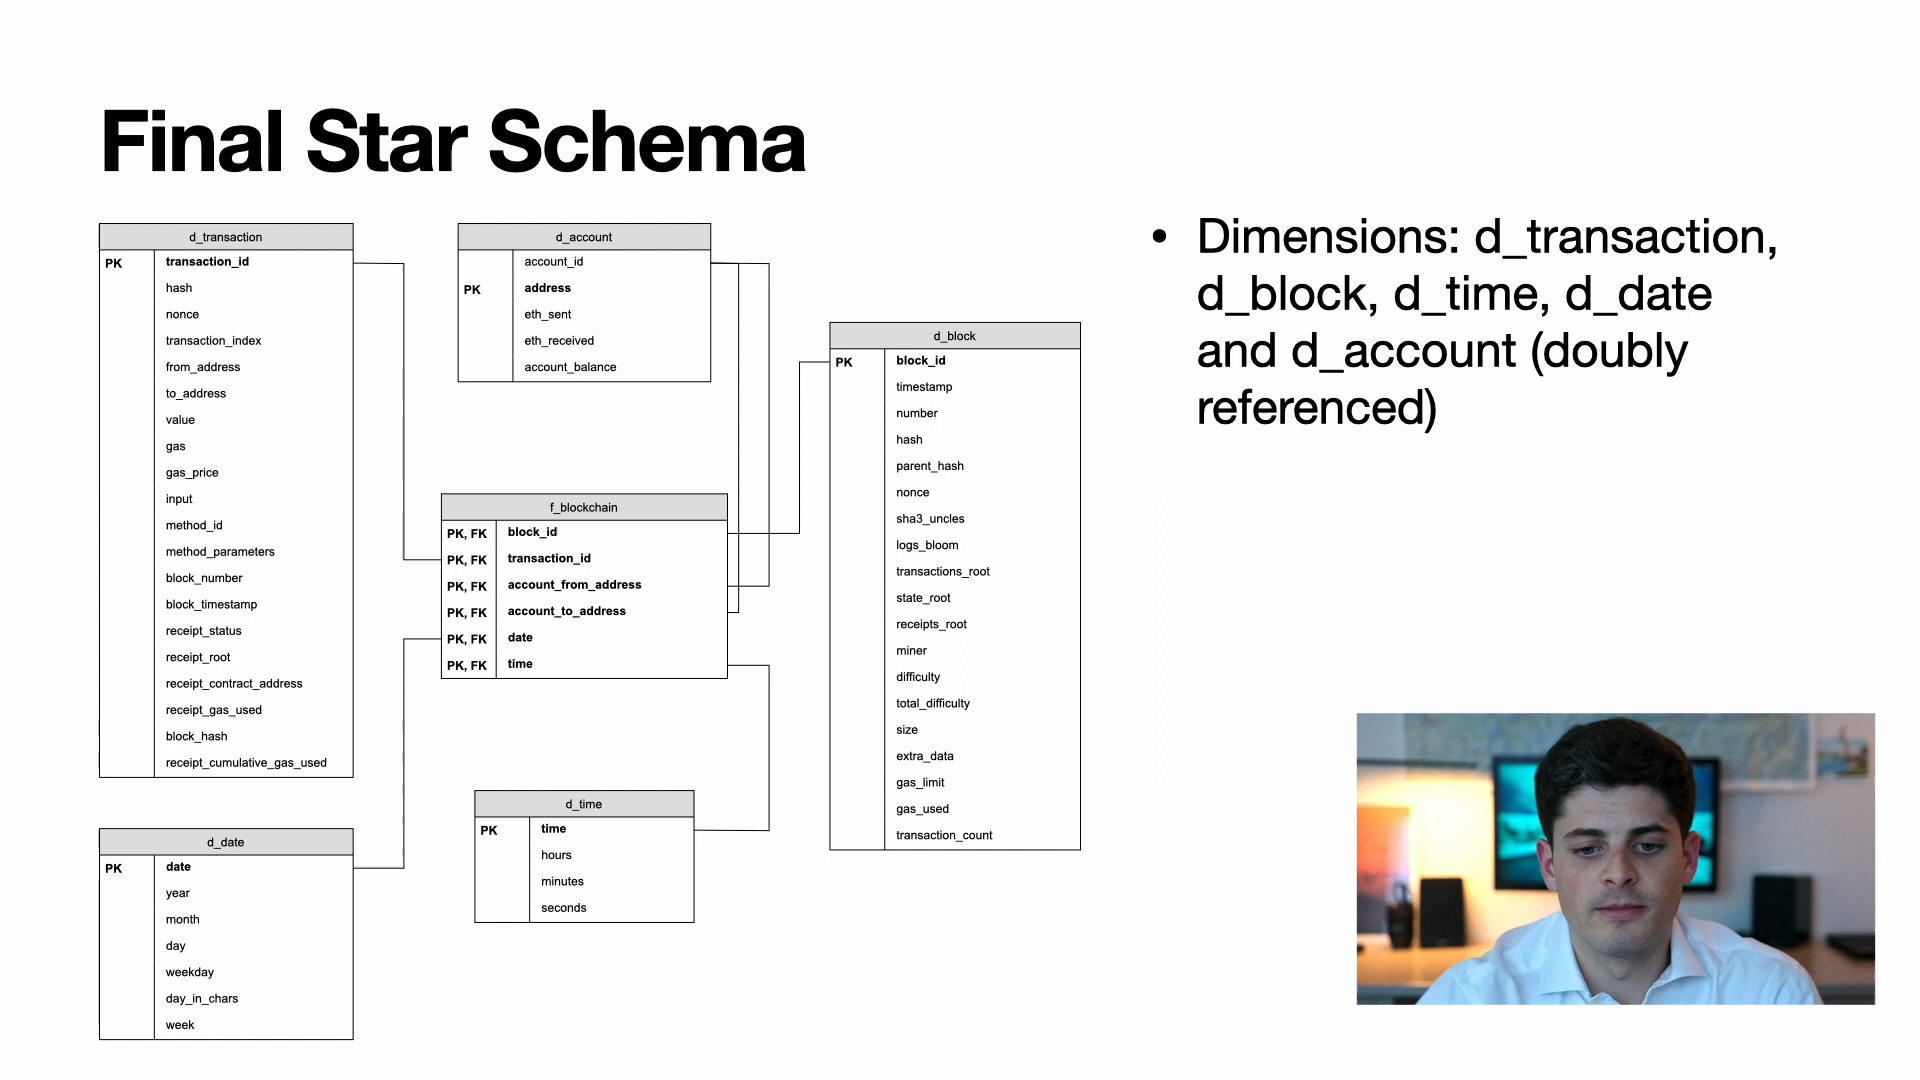 Final Star Schema
d_transaction
PK transaction_id
hash
nonce
transaction_index
from_address
to_address
value
gas
gas_price
input
method_id
method_parameters
block_number
block_timestamp
receipt_status
receipt_root
receipt_contract_address
receipt_gas_used
block_hash
receipt_cumulative_gas_used
d_date
PK date
year
month
day
weekday
day_in_chars
week
d_account
account_id
PK address
eth_sent
eth_received
account_balance
f_blockchain
PK, FK block_id
PK, FK transaction_id
PK, FK account_from_address
PK, FK account_to_address
PK, FK date
PK, FK time
d_time
PK time
hours
minutes
seconds
d_block
PK block_id
timestamp
number
hash
parent_hash
nonce
sha3_uncles
logs_bloom
transactions_root
state_root
receipts_root
miner
difficulty
total_difficulty
size
extra_data
gas_limit
gas_used
transaction_count
• Dimensions: d_transaction,
d_block, d_time, d_date
and d_account (doubly
referenced)